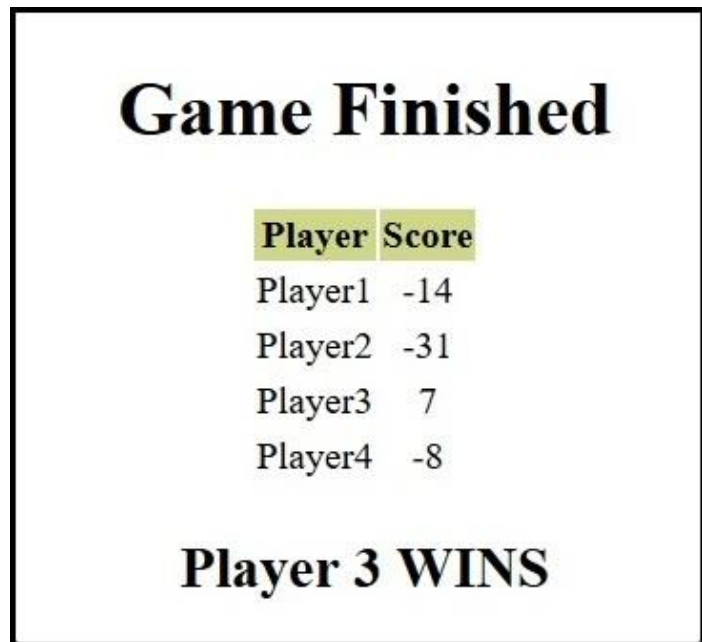 Game Finished
Player Score
Player1 -14
Player2 -31
Player3 7
Player4 -8
Player 3 WINS